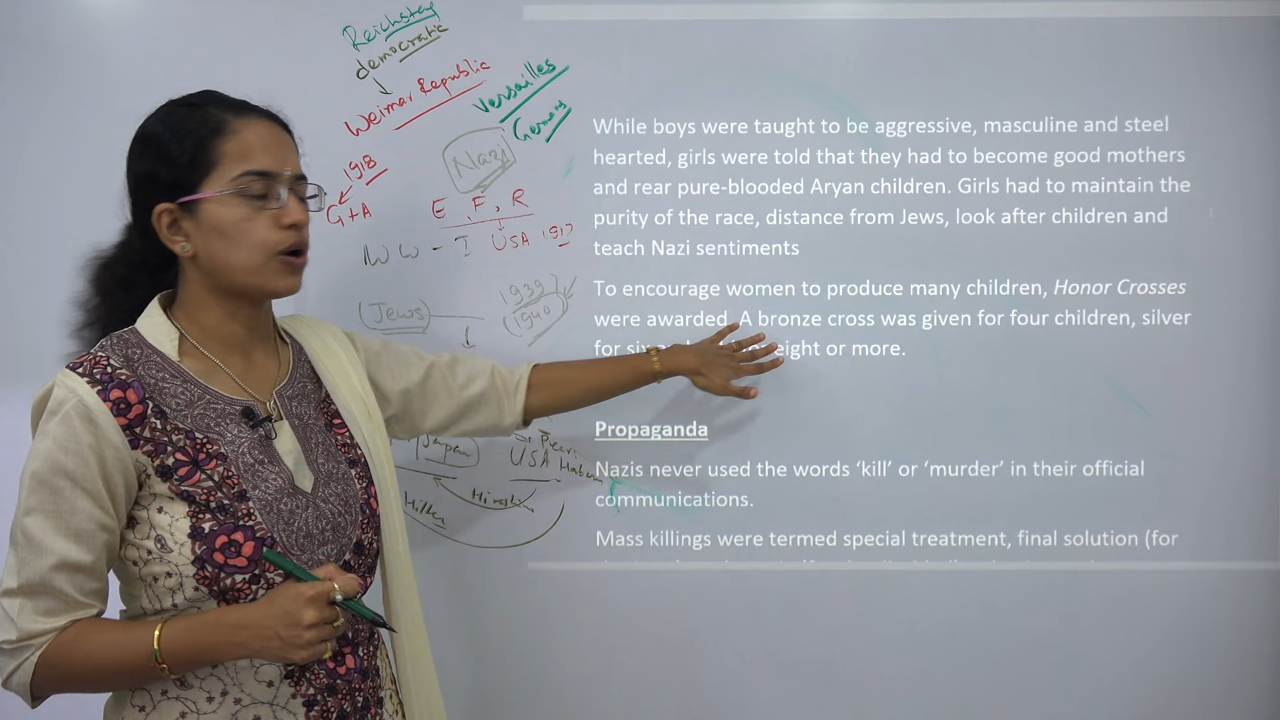 Reichstag
democratic
Weimar Republic
Versailles
Germany
1918
G+A
Nazi
E, F, R
WW-I USA 1917
(Jews)
1939
(1940)
Japan
USA
Hitler
While boys were taught to be aggressive, masculine and steel
hearted, girls were told that they had to become good mothers
and rear pure-blooded Aryan children. Girls had to maintain the
purity of the race, distance from Jews, look after children and
teach Nazi sentiments
To encourage women to produce many children, Honor Crosses
were awarded. A bronze cross was given for four children, silver
for six eight or more.
Propaganda
Nazis never used the words ‘kill’ or ‘murder’ in their official
communications.
Mass killings were termed special treatment, final solution (for